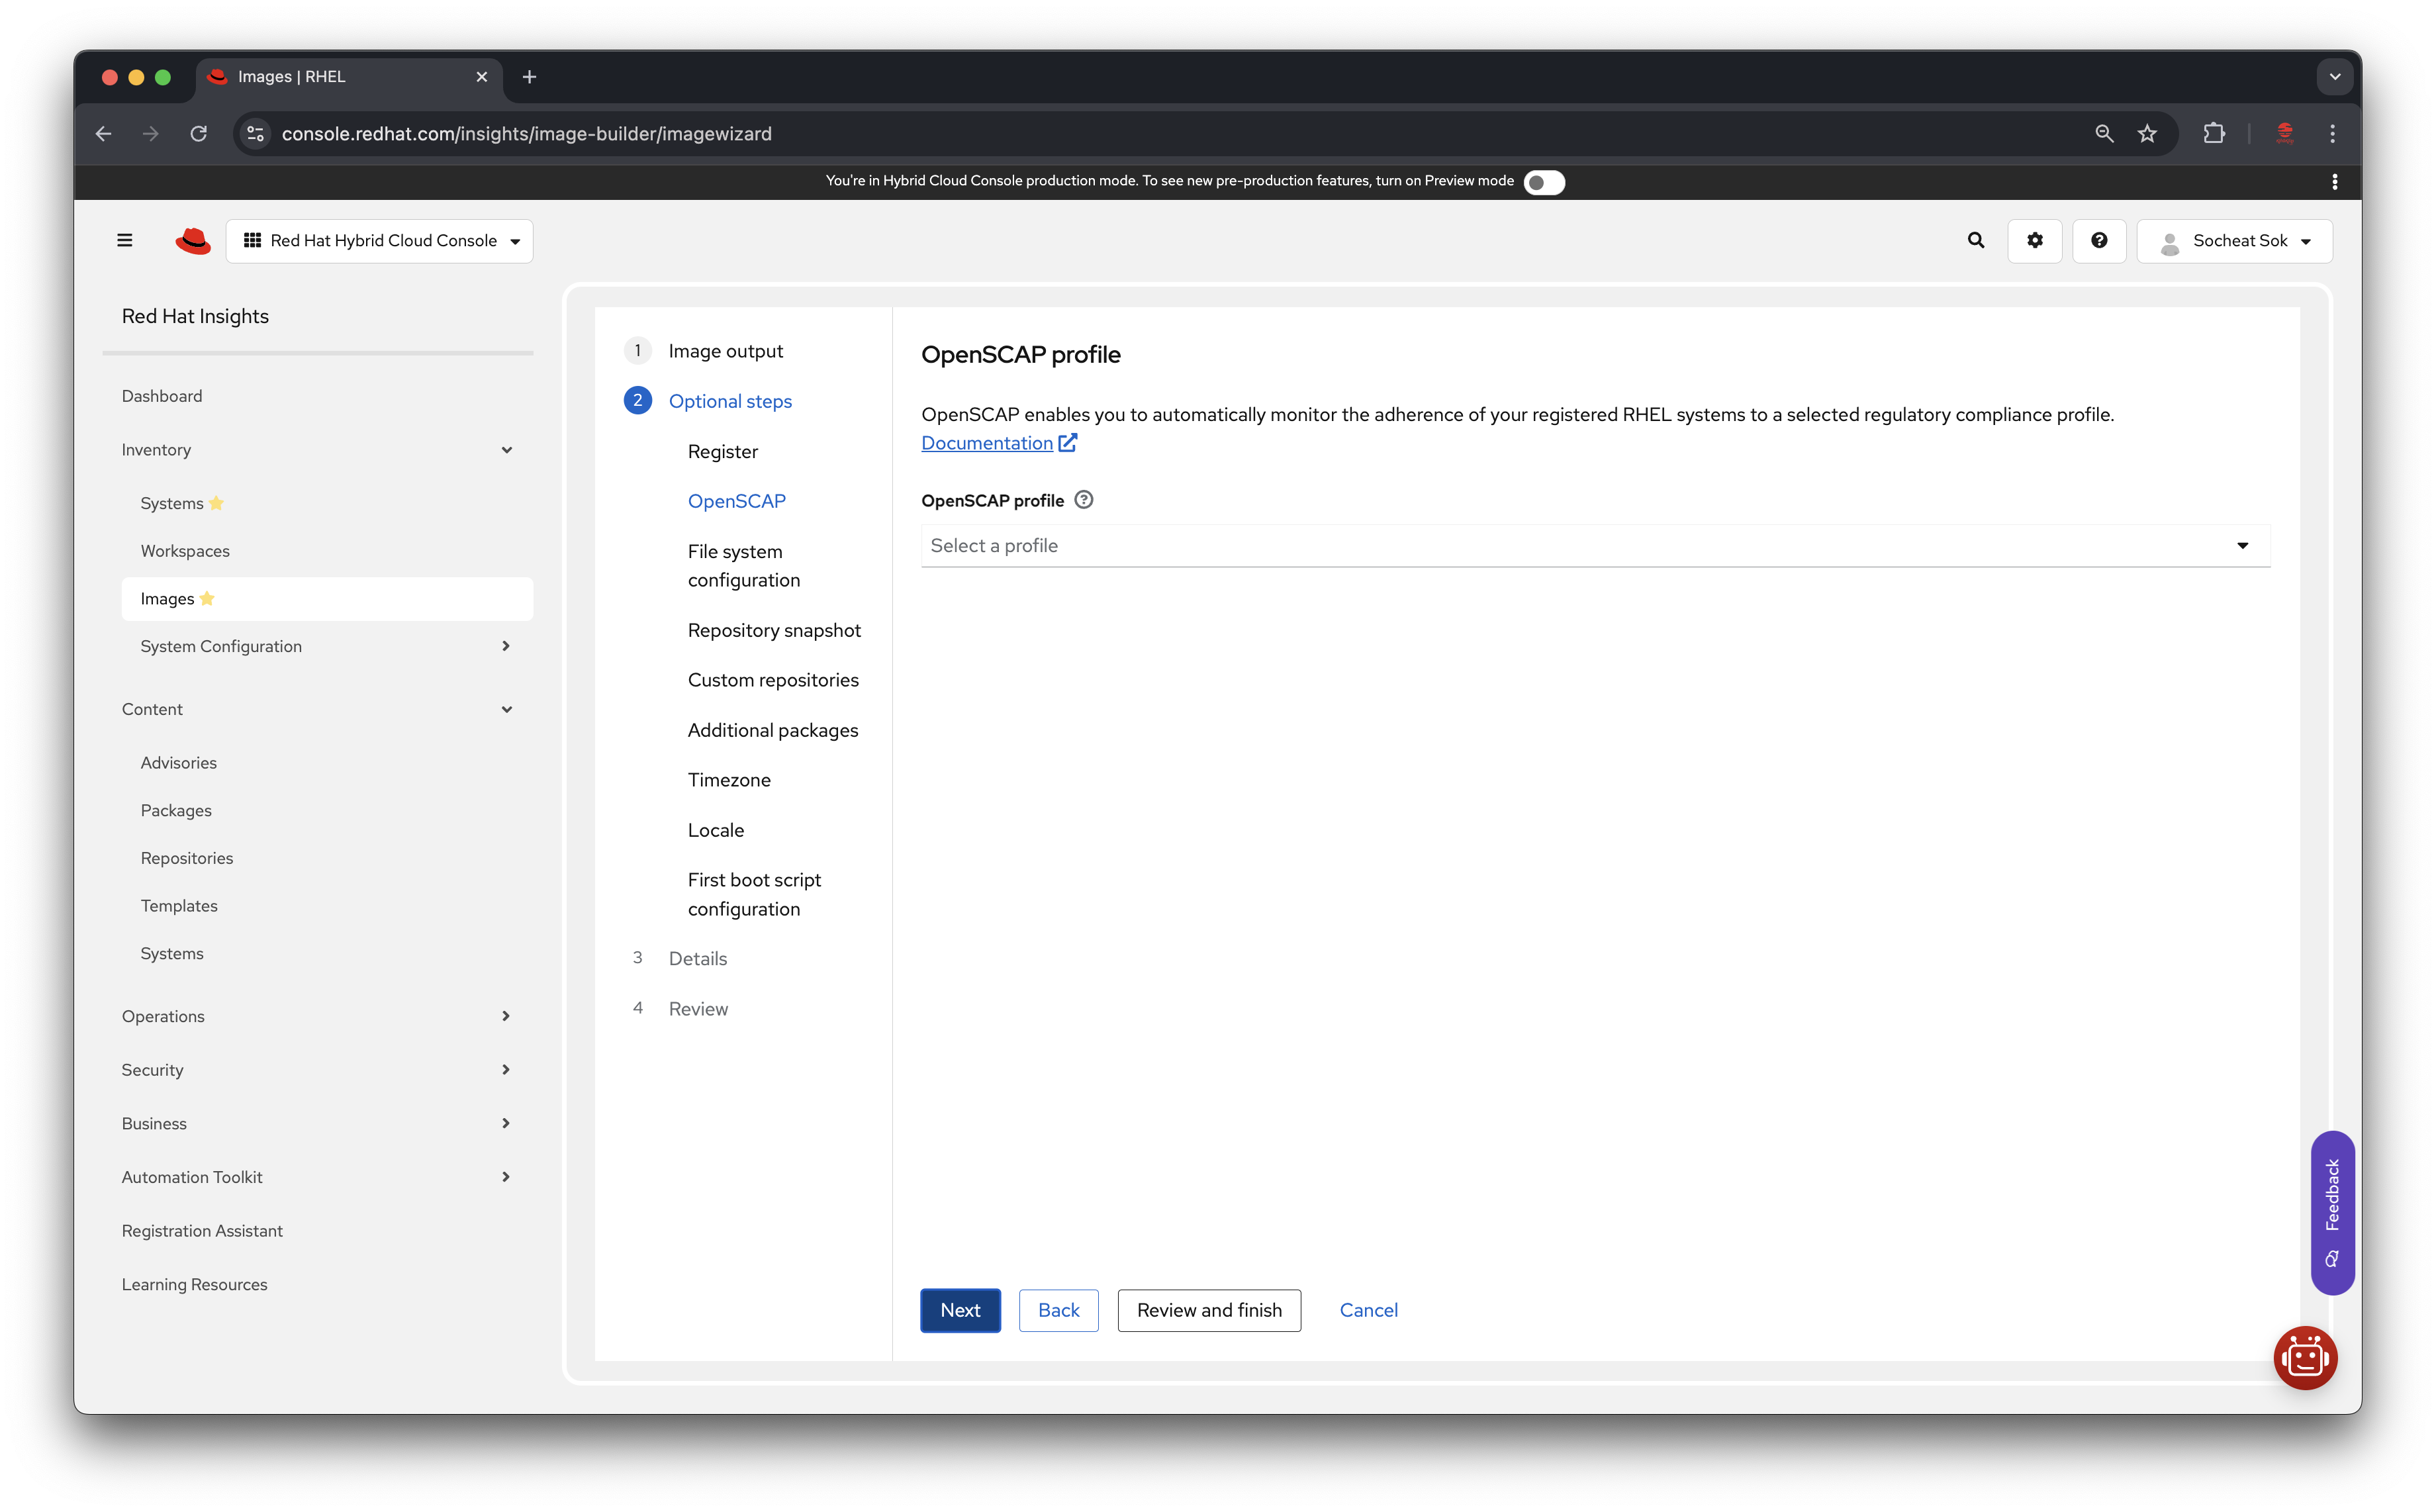 Images | RHEL
console.redhat.com/insights/image-builder/imagewizard
You're in Hybrid Cloud Console production mode. To see new pre-production features, turn on Preview mode
Red Hat Hybrid Cloud Console
Socheat Sok
Red Hat Insights
Dashboard
Inventory
Systems
Workspaces
Images
System Configuration
Content
Advisories
Packages
Repositories
Templates
Systems
Operations
Security
Business
Automation Toolkit
Registration Assistant
Learning Resources
1 Image output
2 Optional steps
Register
OpenSCAP
File system
configuration
Repository snapshot
Custom repositories
Additional packages
Timezone
Locale
First boot script
configuration
3 Details
4 Review
OpenSCAP profile
OpenSCAP enables you to automatically monitor the adherence of your registered RHEL systems to a selected regulatory compliance profile.
Documentation
OpenSCAP profile
Select a profile
Next
Back
Review and finish
Cancel
Feedback